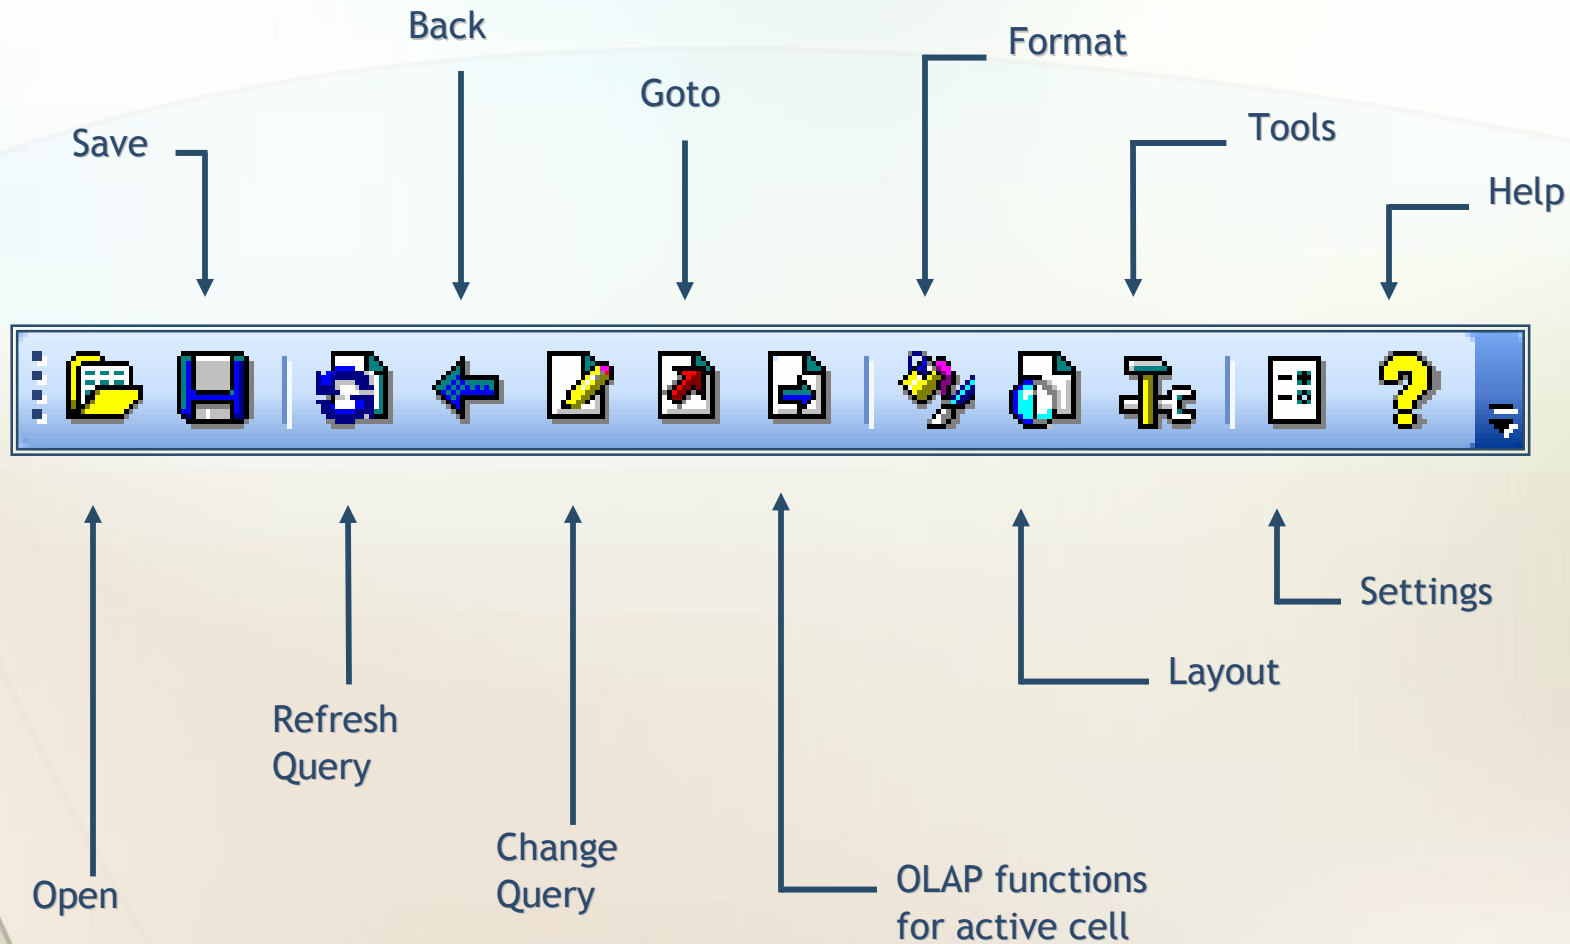 Back
Format
Goto
Tools
Save
Help
Settings
Layout
Refresh
Query
Change
Query
OLAP functions
for active cell
Open